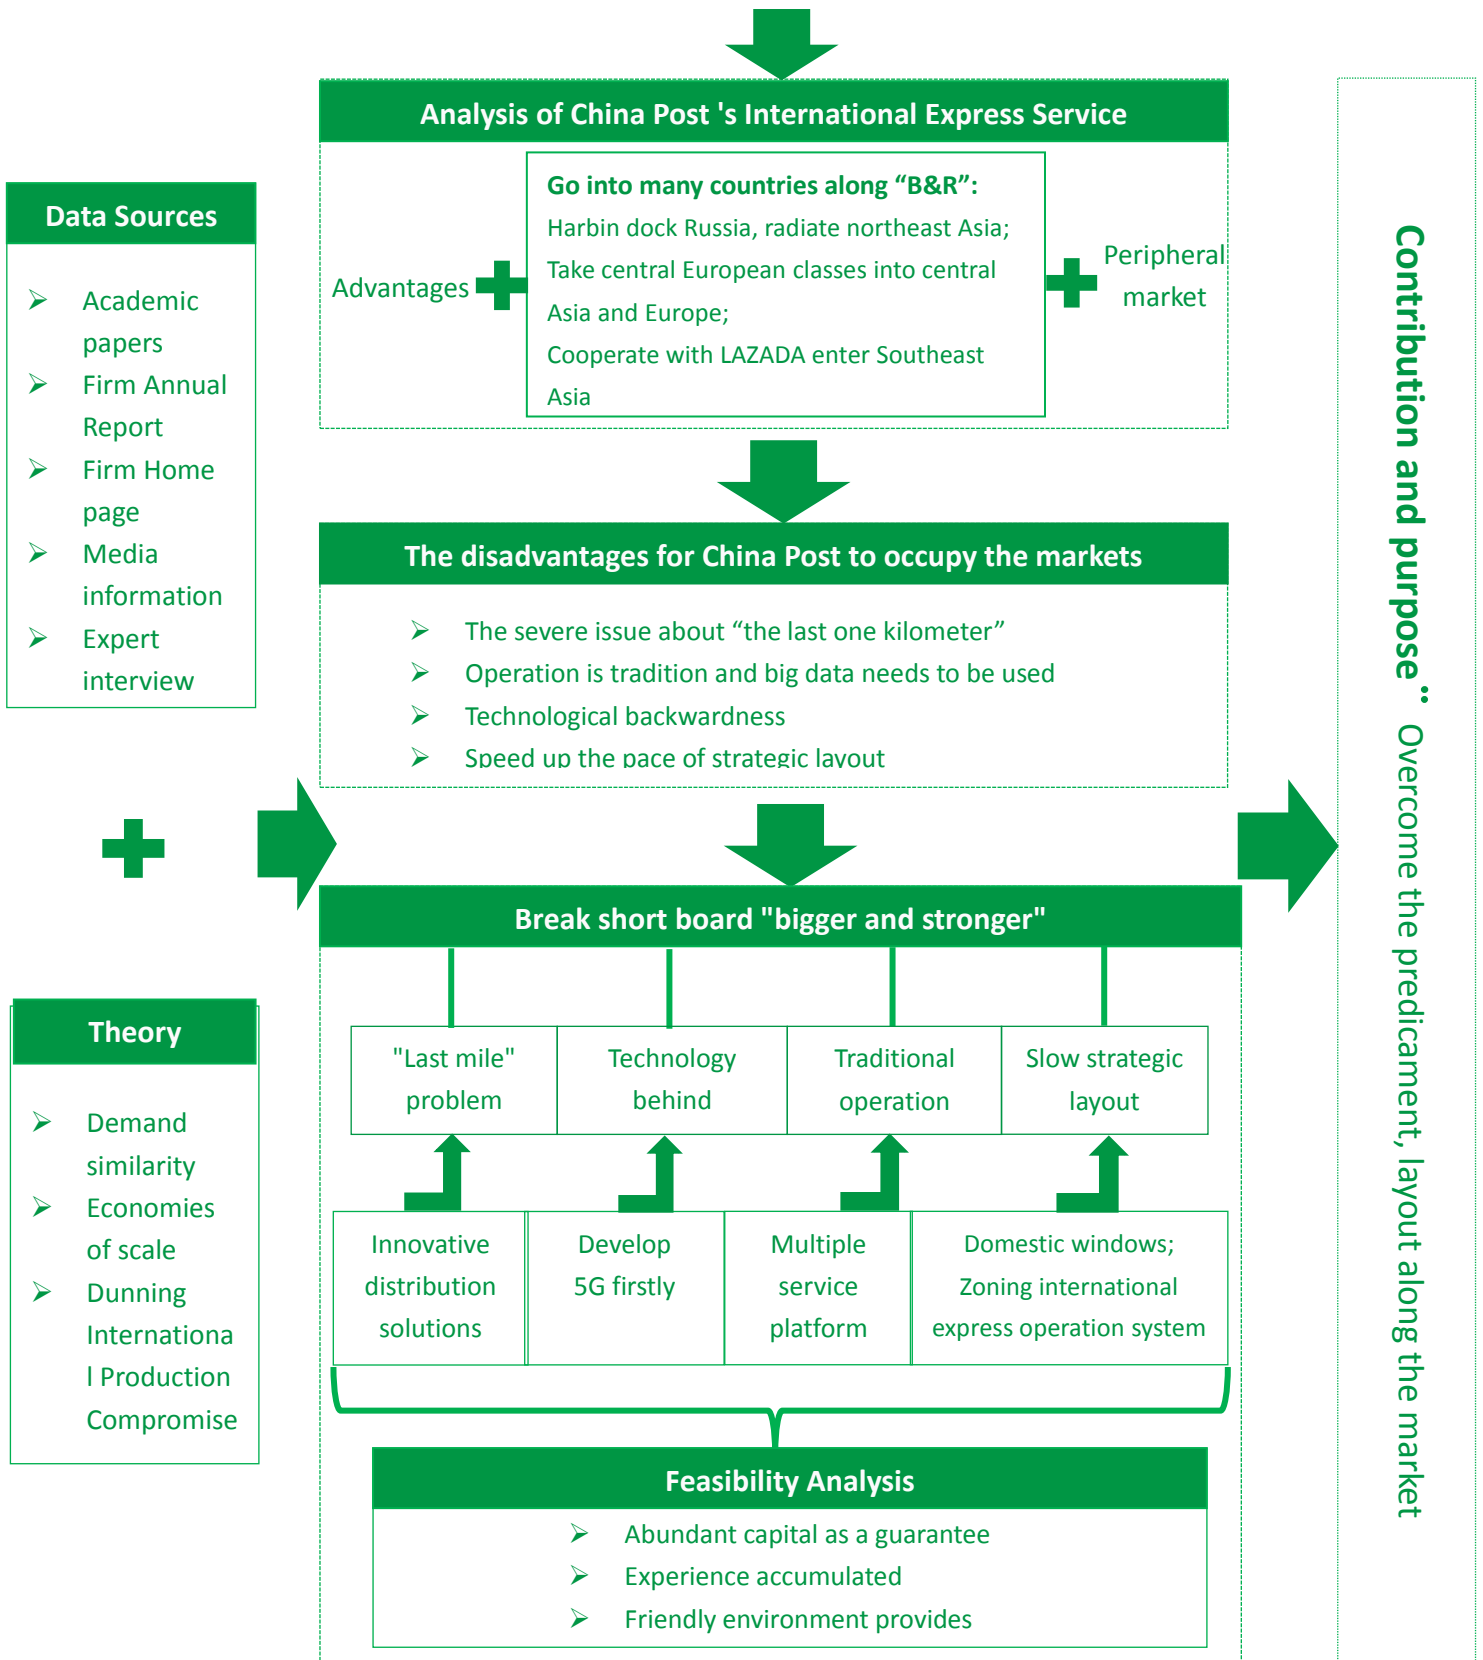 Analysis of China Post 's International Express Service
Advantages
Go into many countries along “B&R”:
Harbin dock Russia, radiate northeast Asia;
Take central European classes into central
Asia and Europe;
Cooperate with LAZADA enter Southeast
Asia
Peripheral
market
Data Sources
➢ Academic
papers
➢ Firm Annual
Report
➢ Firm Home
page
➢ Media
information
➢ Expert
interview
The disadvantages for China Post to occupy the markets
➢ The severe issue about “the last one kilometer”
➢ Operation is tradition and big data needs to be used
➢ Technological backwardness
➢ Speed up the pace of strategic layout
Break short board "bigger and stronger"
"Last mile"
problem
Technology
behind
Traditional
operation
Slow strategic
layout
Innovative
distribution
solutions
Develop
5G firstly
Multiple
service
platform
Domestic windows;
Zoning international
express operation system
Theory
➢ Demand
similarity
➢ Economies
of scale
➢ Dunning
Internationa
l Production
Compromise
Feasibility Analysis
➢ Abundant capital as a guarantee
➢ Experience accumulated
➢ Friendly environment provides
Contribution and purpose: Overcome the predicament, layout along the market